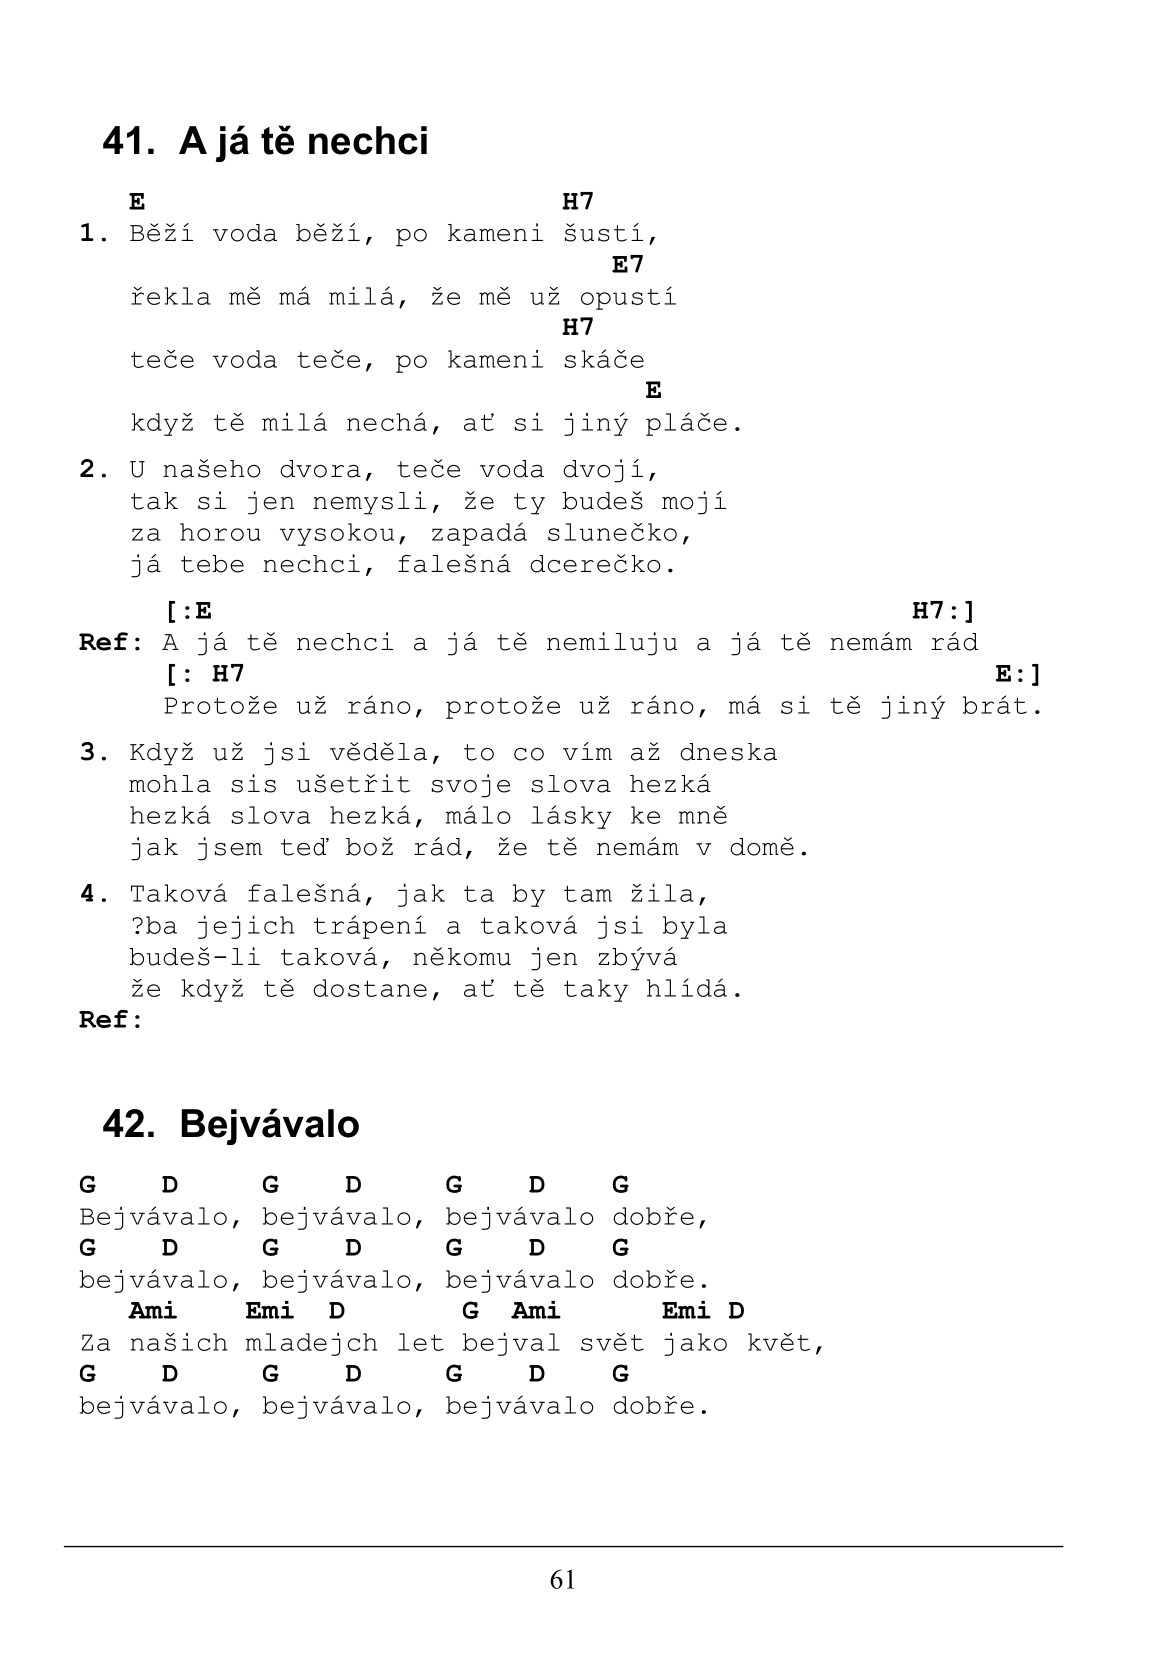 41. A já tě nechci
E H7
1. Běží voda běží, po kameni šustí,
E7
řekla mě má milá, že mě už opustí
H7
teče voda teče, po kameni skáče
E
když tě milá nechá, ať si jiný pláče.
2. U našeho dvora, teče voda dvojí,
tak si jen nemysli, že ty budeš mojí
za horou vysokou, zapadá slunečko,
já tebe nechci, falešná dcerečko.
[:E H7:]
Ref: A já tě nechci a já tě nemiluju a já tě nemám rád
[: H7 E:]
Protože už ráno, protože už ráno, má si tě jiný brát.
3. Když už jsi věděla, to co vím až dneska
mohla sis ušetřit svoje slova hezká
hezká slova hezká, málo lásky ke mně
jak jsem teď bož rád, že tě nemám v domě.
4. Taková falešná, jak ta by tam žila,
?ba jejich trápení a taková jsi byla
budeš-li taková, někomu jen zbývá
že když tě dostane, ať tě taky hlídá.
Ref:
42. Bejvávalo
G D G D G D G
Bejvávalo, bejvávalo, bejvávalo dobře,
G D G D G D G
bejvávalo, bejvávalo, bejvávalo dobře.
Ami Emi D G Ami Emi D
Za našich mladejch let bejval svět jako květ,
G D G D G D G
bejvávalo, bejvávalo, bejvávalo dobře.
61